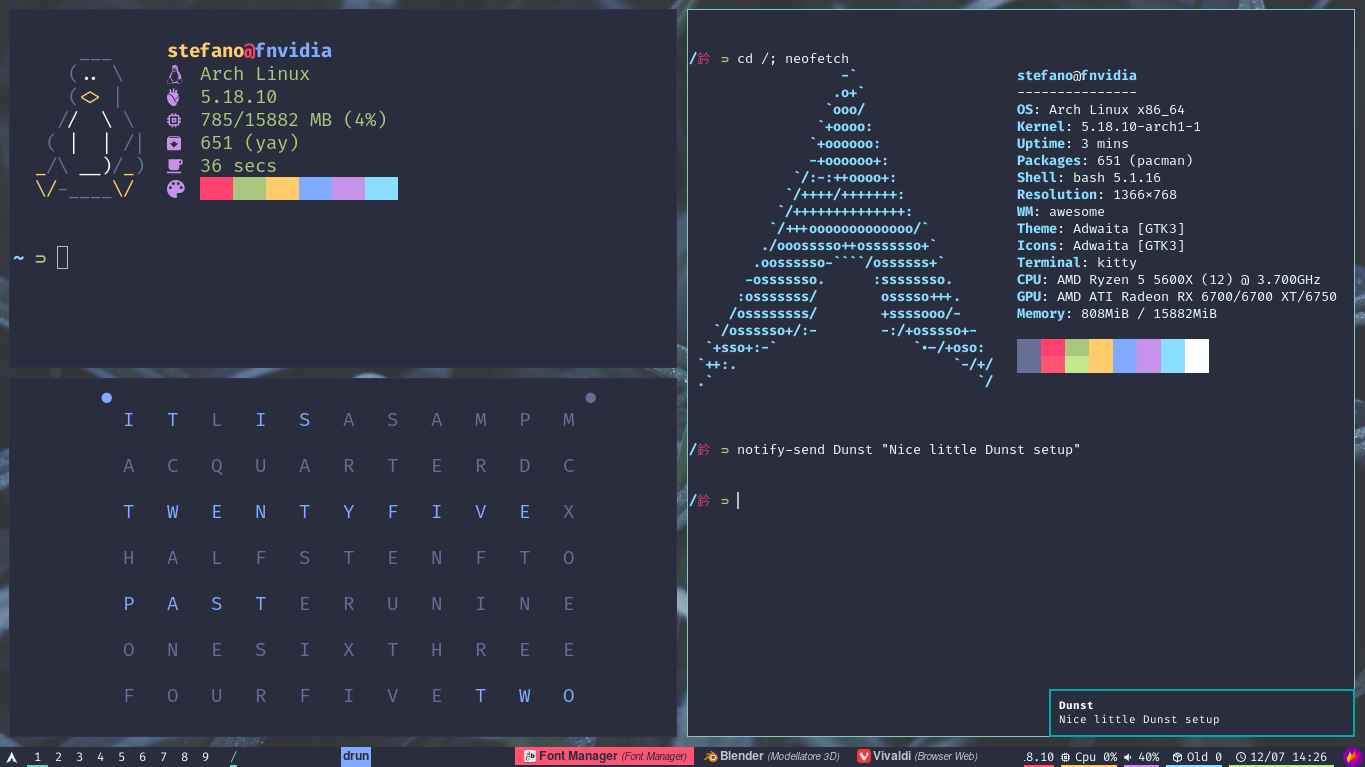 stefano@fnvidia
Arch Linux
5.18.10
785/15882 MB (4%)
651 (yay)
36 secs
~ ⊃
I T L I S A S A M P M
A C Q U A R T E R D C
T W E N T Y F I V E X
H A L F S T E N F T O
P A S T E R U N I N E
O N E S I X T H R E E
F O U R F I V E T W O
/鈴 ⊃ cd /; neofetch
stefano@fnvidia
---------------
OS: Arch Linux x86_64
Kernel: 5.18.10-arch1-1
Uptime: 3 mins
Packages: 651 (pacman)
Shell: bash 5.1.16
Resolution: 1366×768
WM: awesome
Theme: Adwaita [GTK3]
Icons: Adwaita [GTK3]
Terminal: kitty
CPU: AMD Ryzen 5 5600X (12) @ 3.700GHz
GPU: AMD ATI Radeon RX 6700/6700 XT/6750
Memory: 808MiB / 15882MiB
/鈴 ⊃ notify-send Dunst "Nice little Dunst setup"
/鈴 ⊃
Dunst
Nice little Dunst setup
1 2 3 4 5 6 7 8 9 / drun Font Manager (Font Manager) Blender (Modellatore 3D) Vivaldi (Browser Web) .8.10 Cpu 0% 40% Old 0 12/07 14:26